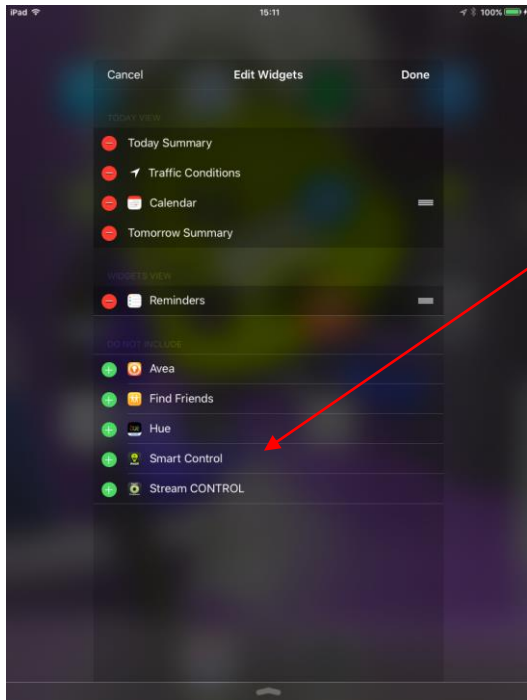 iPad 15:11 100%
Cancel Edit Widgets Done
TODAY VIEW
Today Summary
Traffic Conditions
Calendar
Tomorrow Summary
WIDGETS VIEW
Reminders
DO NOT INCLUDE
Avea
Find Friends
Hue
Smart Control
Stream CONTROL